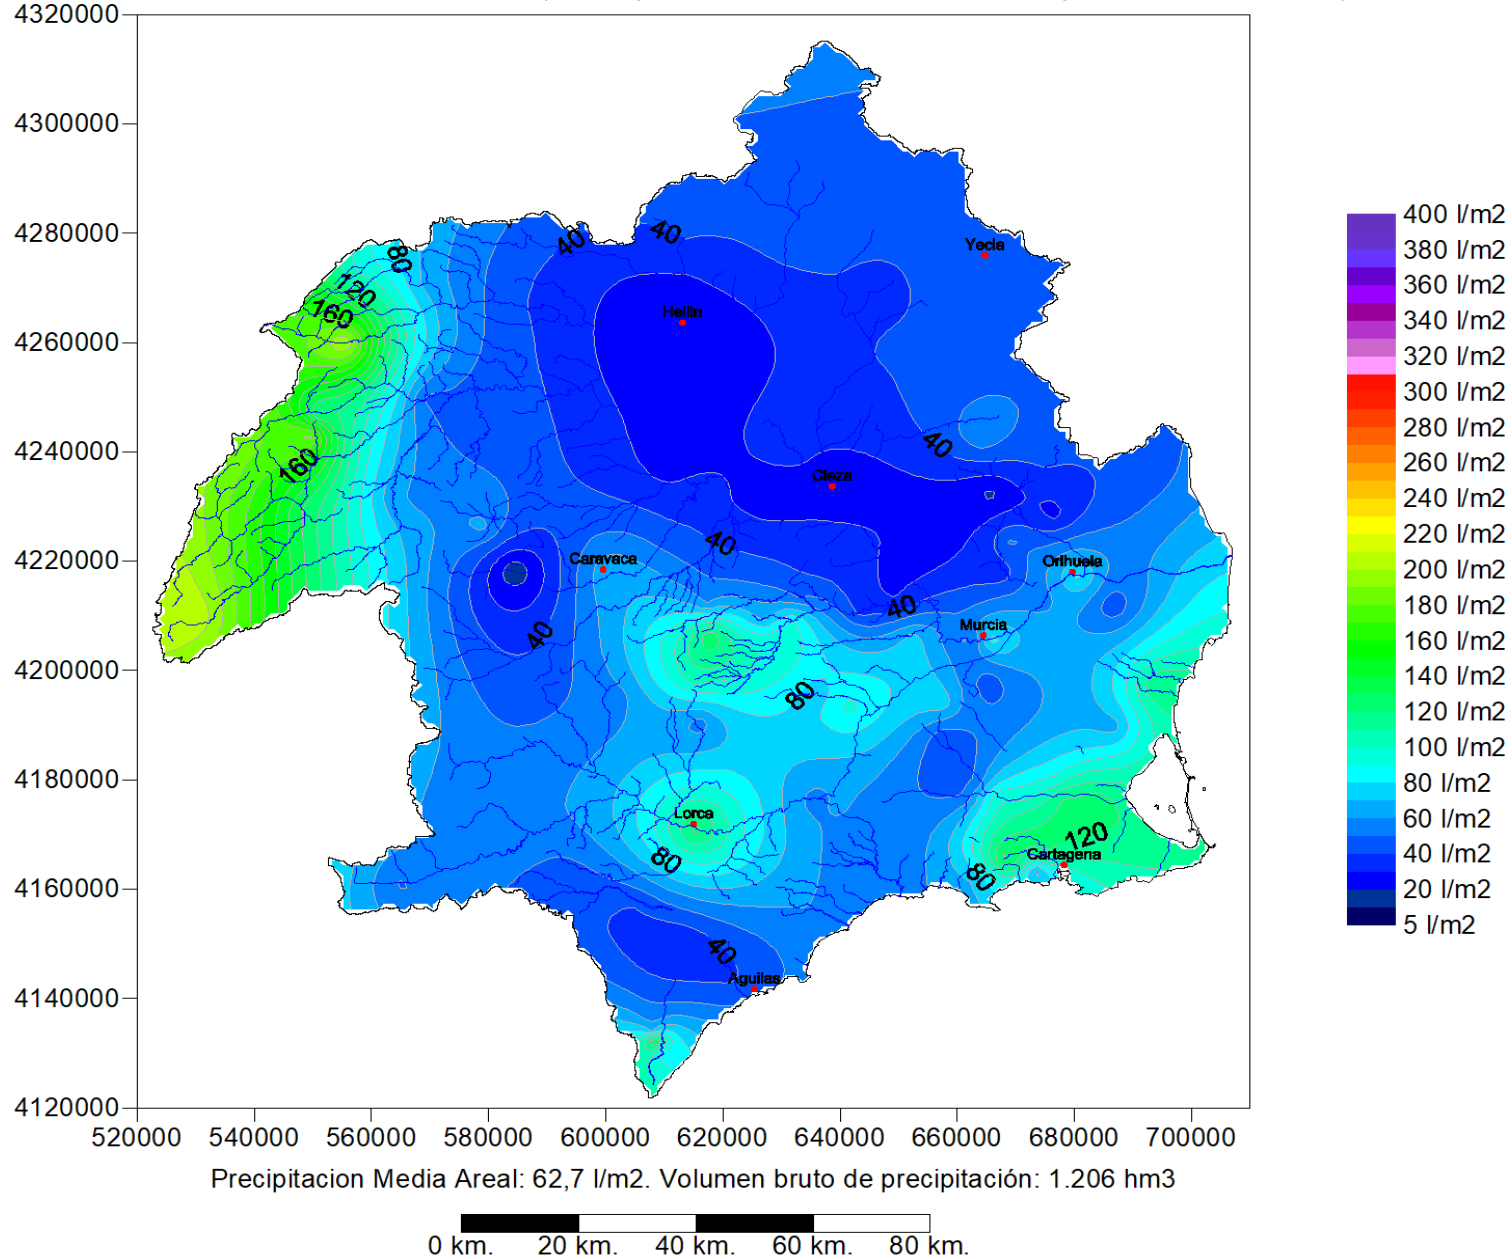 4320000
4300000
4280000
4260000
4240000
4220000
4200000
4180000
4160000
4140000
4120000
520000 540000 560000 580000 600000 620000 640000 660000 680000 700000
40
40
80
Yecla
120
160
Hellin
40
160
Cieza
40
Caravaca
Orihuela
40
40
Murcia
80
Lorca
120
80
Cartagena
80
40
Aguilas
400 l/m2
380 l/m2
360 l/m2
340 l/m2
320 l/m2
300 l/m2
280 l/m2
260 l/m2
240 l/m2
220 l/m2
200 l/m2
180 l/m2
160 l/m2
140 l/m2
120 l/m2
100 l/m2
80 l/m2
60 l/m2
40 l/m2
20 l/m2
5 l/m2
Precipitacion Media Areal: 62,7 l/m2. Volumen bruto de precipitación: 1.206 hm3
0 km. 20 km. 40 km. 60 km. 80 km.